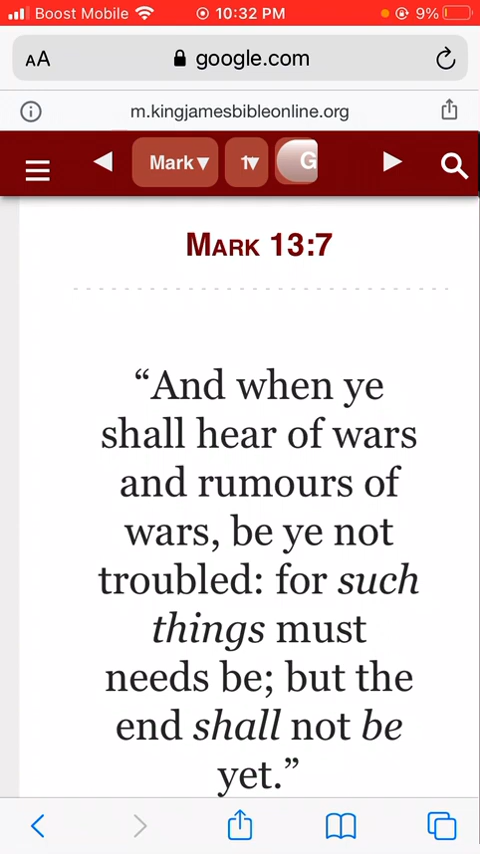 Boost Mobile 10:32 PM 9%
AA google.com
m.kingjamesbibleonline.org
Mark▼ 1▼ G
MARK 13:7
“And when ye
shall hear of wars
and rumours of
wars, be ye not
troubled: for such
things must
needs be; but the
end shall not be
yet.”